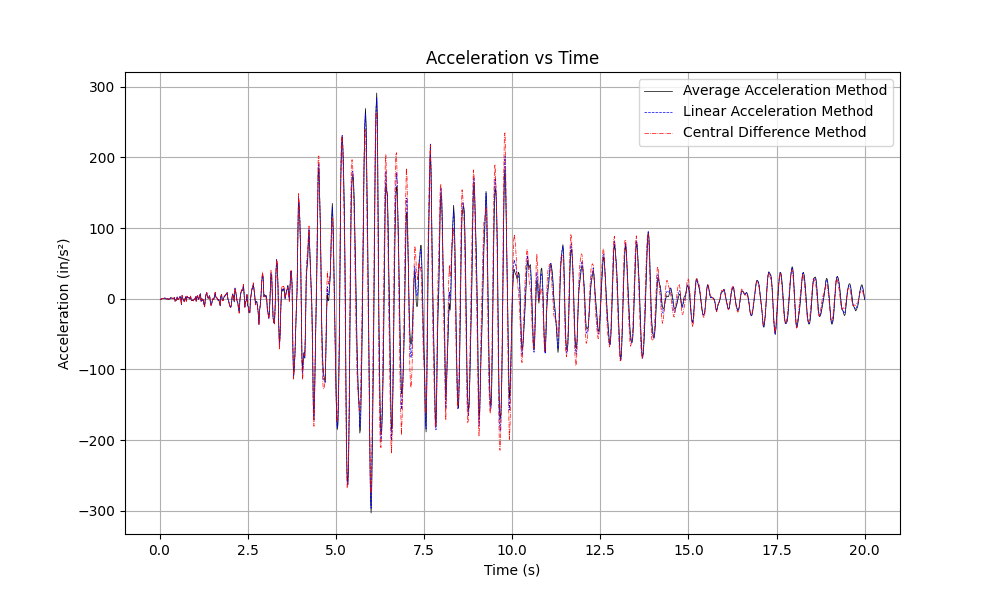 Acceleration vs Time
Average Acceleration Method
Linear Acceleration Method
Central Difference Method
Acceleration (in/s²)
300
200
100
0
−100
−200
−300
0.0 2.5 5.0 7.5 10.0 12.5 15.0 17.5 20.0
Time (s)